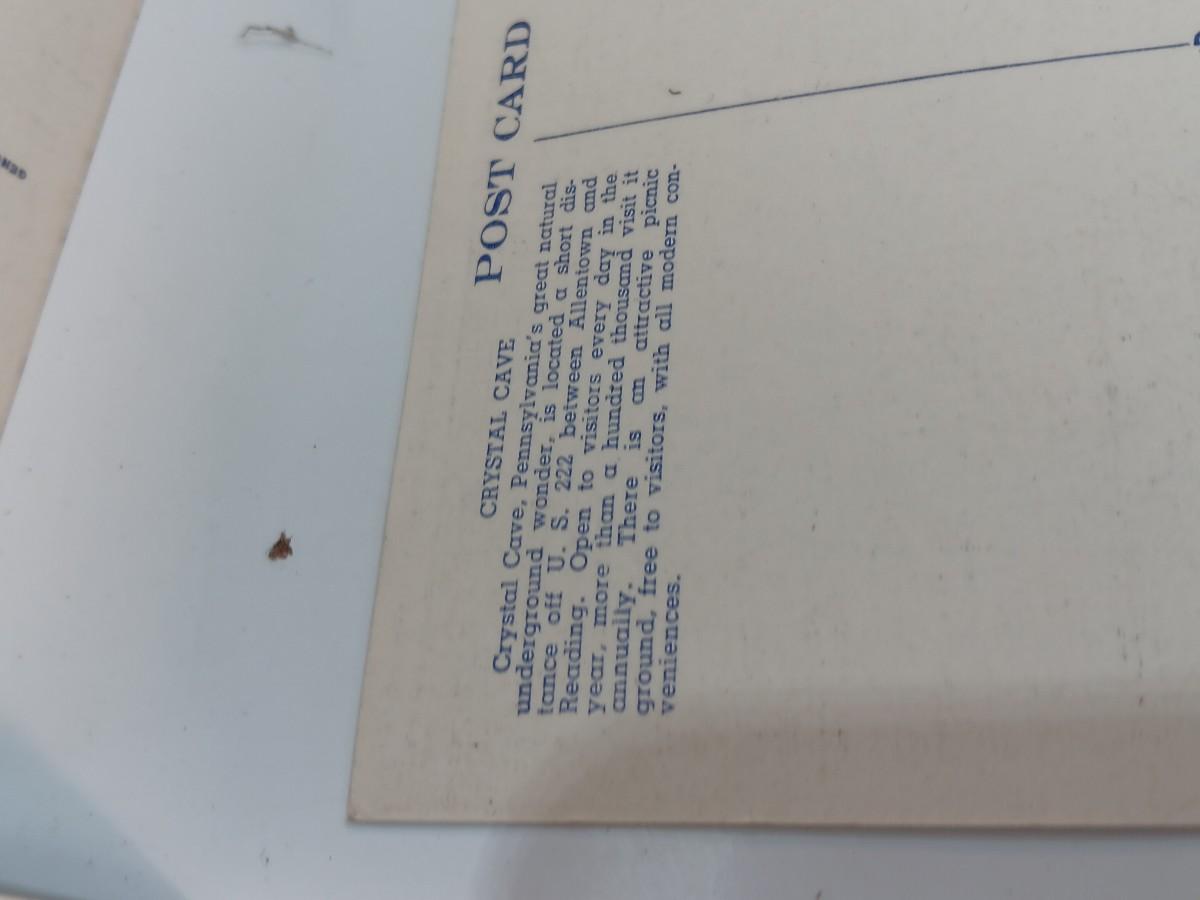 POST CARD
CRYSTAL CAVE
Crystal Cave, Pennsylvania's great natural
underground wonder, is located a short dis-
tance off U. S. 222 between Allentown and
Reading. Open to visitors every day in the
year, more than a hundred thousand visit it
annually. There is an attractive picnic
ground, free to visitors, with all modern con-
veniences.